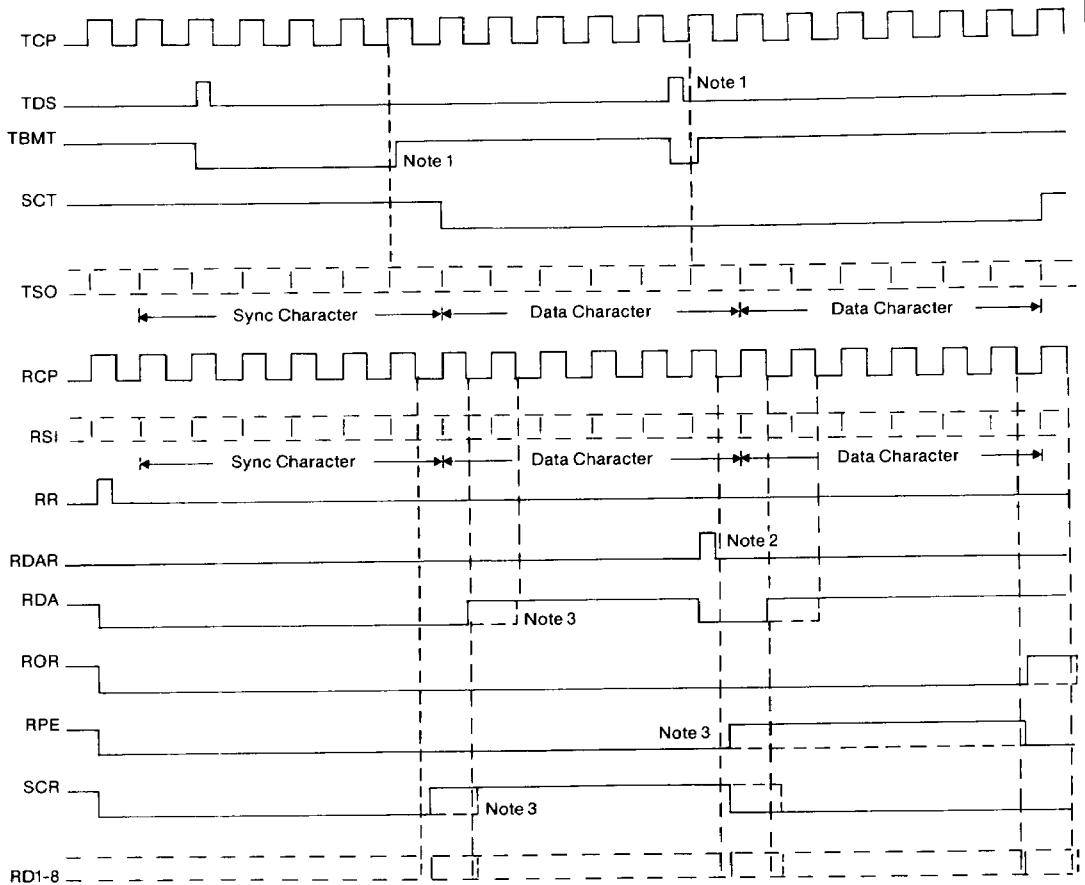 TCP
TDS
Note 1
TBMT
Note 1
SCT
TSO
Sync Character Data Character Data Character
RCP
RSI
Sync Character Data Character Data Character
RR
RDAR
Note 2
RDA
Note 3
ROR
RPE
Note 3
SCR
Note 3
RD1-8